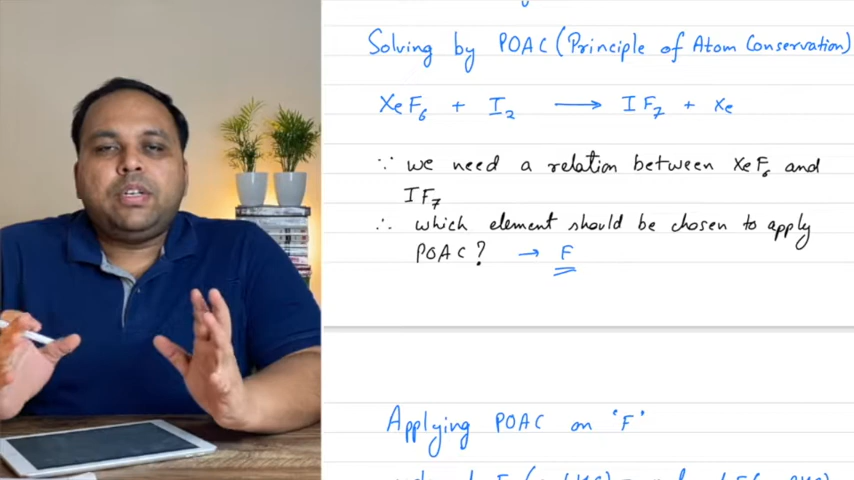 Solving by POAC (Principle of Atom Conservation)
XeF₆ + I₂ → IF₇ + Xe
∵ we need a relation between XeF₆ and
IF₇
∴ which element should be chosen to apply
POAC? → F
Applying POAC on 'F'